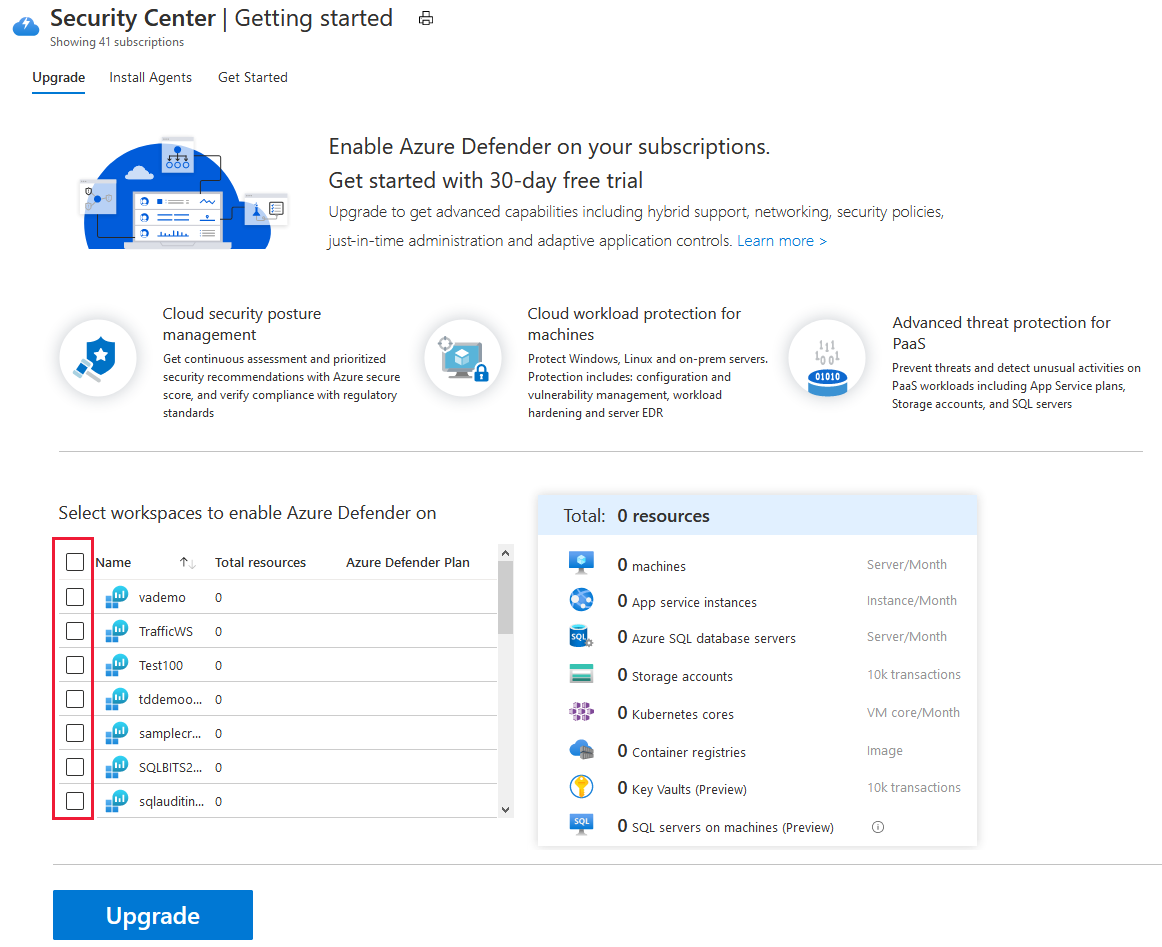 Security Center | Getting started
Showing 41 subscriptions
Upgrade Install Agents Get Started
Enable Azure Defender on your subscriptions.
Get started with 30-day free trial
Upgrade to get advanced capabilities including hybrid support, networking, security policies,
just-in-time administration and adaptive application controls. Learn more >
Cloud security posture
management
Get continuous assessment and prioritized
security recommendations with Azure secure
score, and verify compliance with regulatory
standards
Cloud workload protection for
machines
Protect Windows, Linux and on-prem servers.
Protection includes: configuration and
vulnerability management, workload
hardening and server EDR
111
1001
01010
Advanced threat protection for
PaaS
Prevent threats and detect unusual activities on
PaaS workloads including App Service plans,
Storage accounts, and SQL servers
Select workspaces to enable Azure Defender on
Name ↑↓ Total resources Azure Defender Plan
vademo 0
TrafficWS 0
Test100 0
tddemoo... 0
samplecr... 0
SQLBITS2... 0
sqlauditin... 0
Total: 0 resources
0 machines Server/Month
0 App service instances Instance/Month
SQL 0 Azure SQL database servers Server/Month
0 Storage accounts 10k transactions
0 Kubernetes cores VM core/Month
0 Container registries Image
0 Key Vaults (Preview) 10k transactions
SQL 0 SQL servers on machines (Preview)
Upgrade